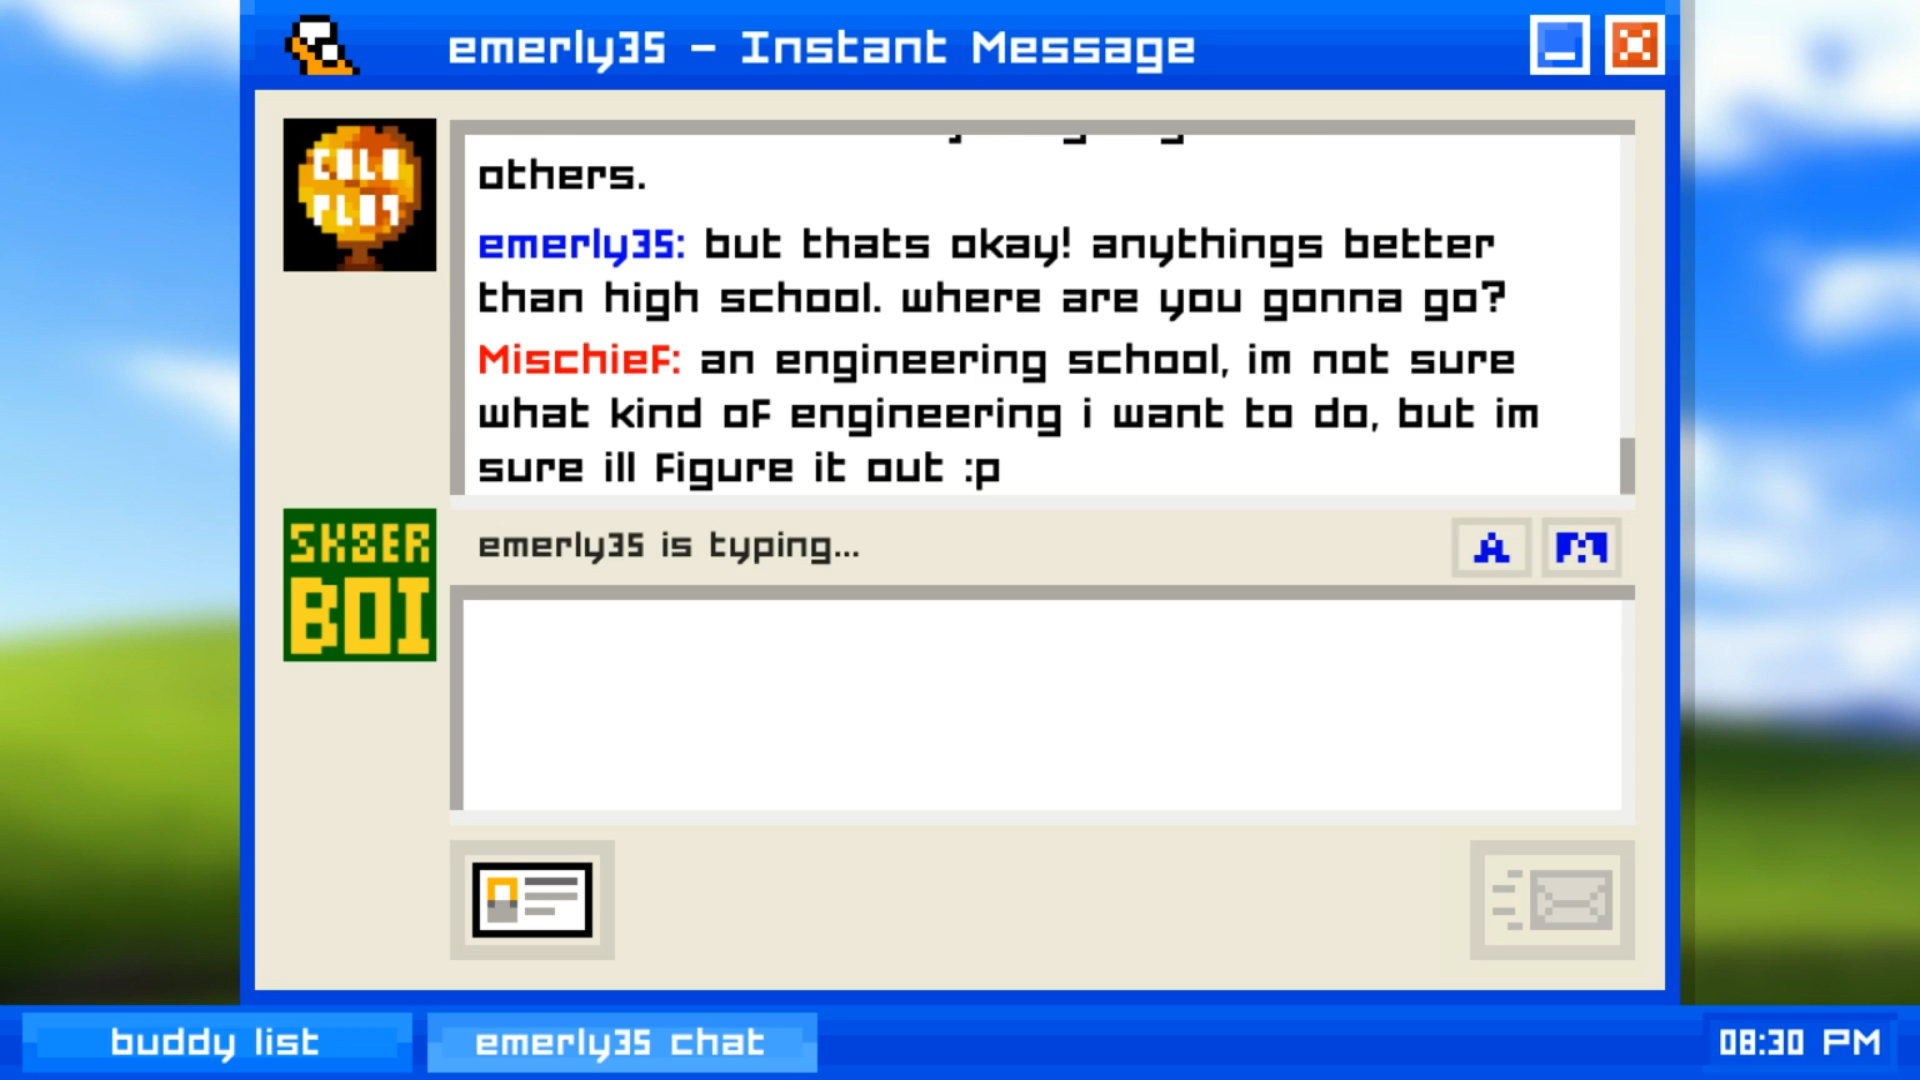 emerly35 - Instant Message
COLD
PLAY
others.
emerly35: but thats okay! anythings better
than high school. where are you gonna go?
Mischief: an engineering school, im not sure
what kind of engineering i want to do, but im
sure ill figure it out :p
SK8ER
BOI
emerly35 is typing...
A
buddy list
emerly35 chat
08:30 PM